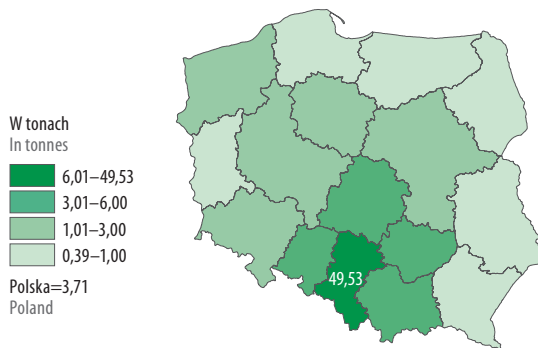 W tonach
In tonnes
6,01–49,53
3,01–6,00
1,01–3,00
0,39–1,00
Polska=3,71
Poland
49,53